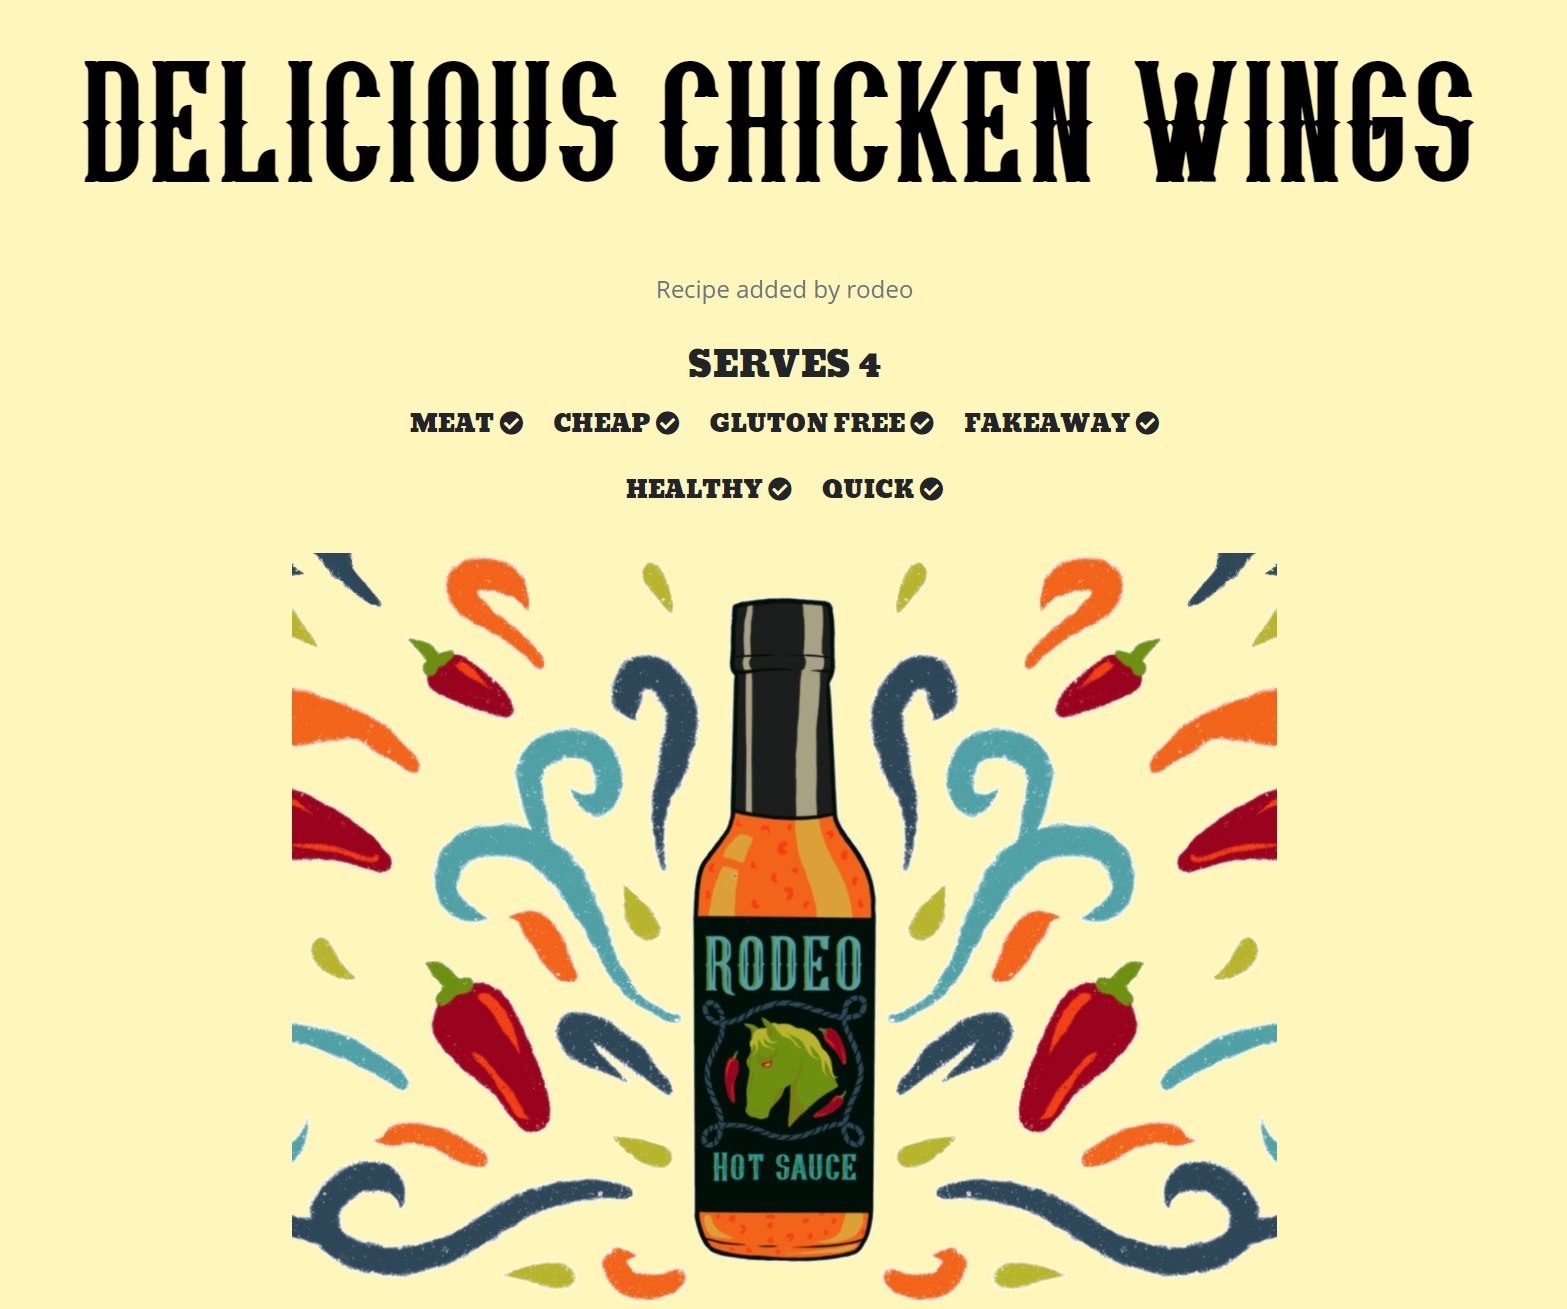 DELICIOUS CHICKEN WINGS
Recipe added by rodeo
SERVES 4
MEAT CHEAP GLUTON FREE FAKEAWAY
HEALTHY QUICK
RODEO
HOT SAUCE